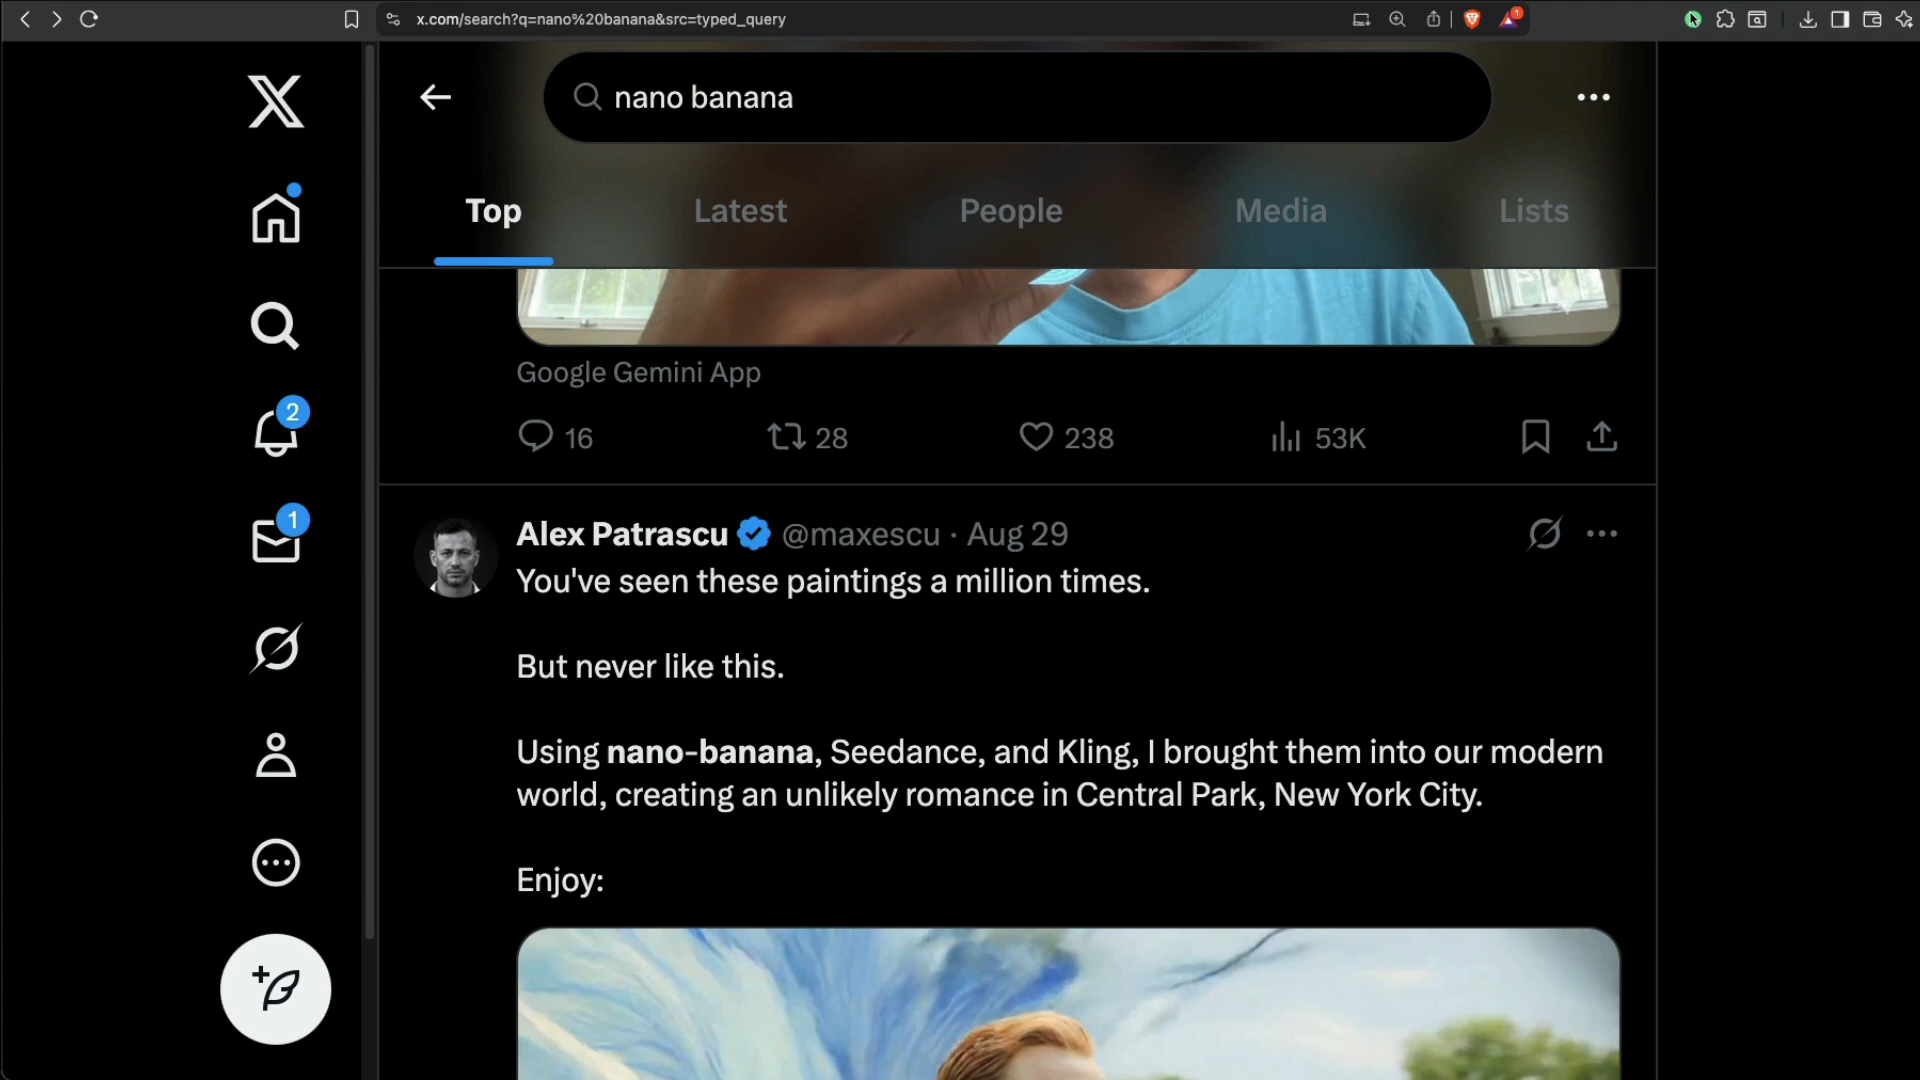 x.com/search?q=nano%20banana&src=typed_query
1
nano banana
Top
Latest
People
Media
Lists
Google Gemini App
16
28
238
53K
2
1
Alex Patrascu @maxescu · Aug 29
You've seen these paintings a million times.
But never like this.
Using nano-banana, Seedance, and Kling, I brought them into our modern
world, creating an unlikely romance in Central Park, New York City.
Enjoy: